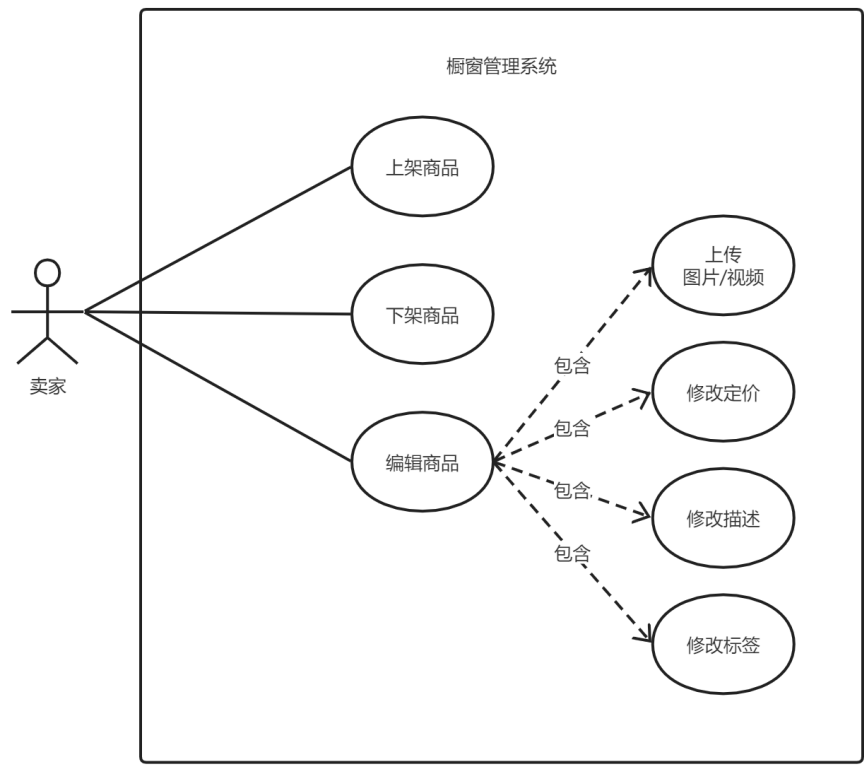 橱窗管理系统
上架商品
上传
图片/视频
下架商品
卖家
包含
修改定价
包含
编辑商品
包含
修改描述
包含
修改标签